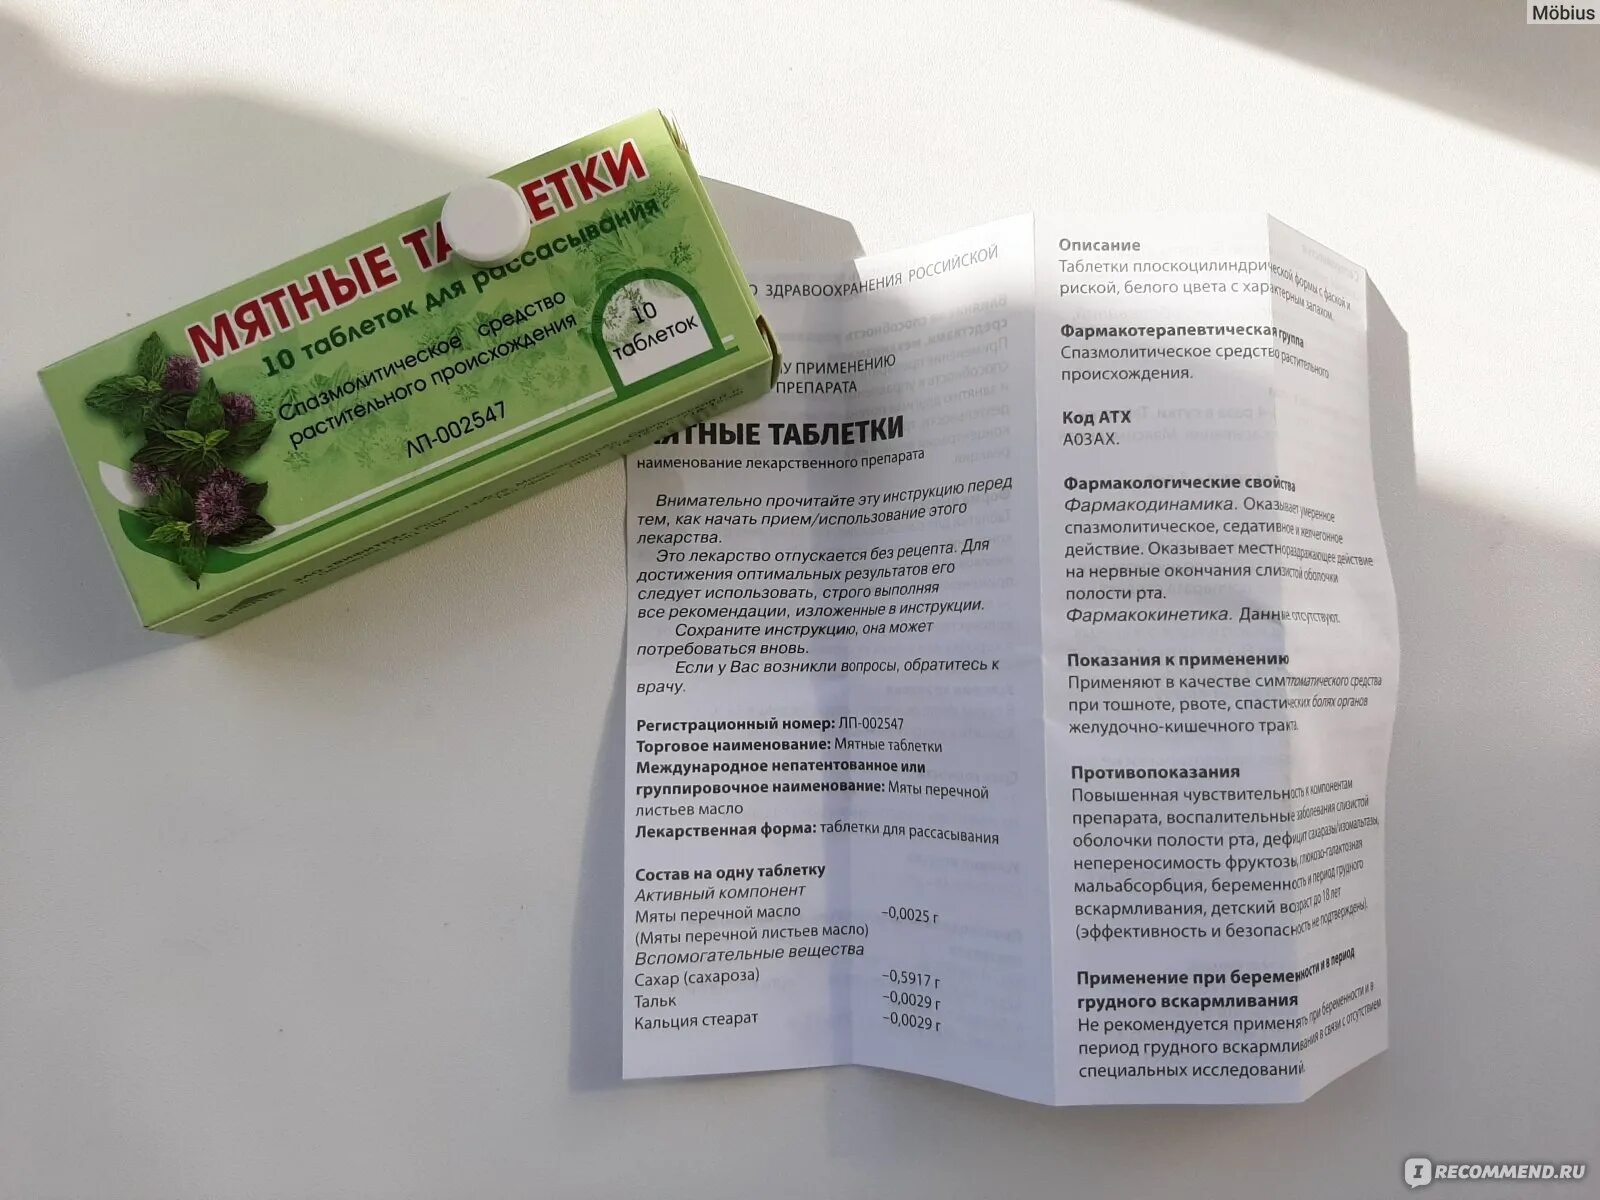 Möbius
МЯТНЫЕ ТА ЕТКИ
10 таблеток для рассасывания
Спазмолитическое средство
растительного происхождения
ЛП-002547
10
таблеток
О ЗДРАВООХРАНЕНИЯ РОССИЙСКОЙ
У ПРИМЕНЕНИЮ
ПРЕПАРАТА
МЯТНЫЕ ТАБЛЕТКИ
наименование лекарственного препарата
Внимательно прочитайте эту инструкцию перед
тем, как начать прием/использование этого
лекарства.
Это лекарство отпускается без рецепта. Для
достижения оптимальных результатов его
следует использовать, строго выполняя
все рекомендации, изложенные в инструкции.
Сохраните инструкцию, она может
потребоваться вновь.
Если у Вас возникли вопросы, обратитесь к
врачу.
Регистрационный номер: ЛП-002547
Торговое наименование: Мятные таблетки
Международное непатентованное или
группировочное наименование: Мяты перечной
листьев масло
Лекарственная форма: таблетки для рассасывания
Состав на одну таблетку
Активный компонент
Мяты перечной масло –0,0025 г
(Мяты перечной листьев масло)
Вспомогательные вещества
Сахар (сахароза) –0,5917 г
Тальк –0,0029 г
Кальция стеарат –0,0029 г
Описание
Таблетки плоскоцилиндрической формы с фаской и
риской, белого цвета с характерным запахом.
Фармакотерапевтическая группа
Спазмолитическое средство растительного
происхождения.
Код АТХ
A03AX.
Фармакологические свойства
Фармакодинамика. Оказывает умеренное
спазмолитическое, седативное и желчегонное
действие. Оказывает местнораздражающее действие
на нервные окончания слизистой оболочки
полости рта.
Фармакокинетика. Данные отсутствуют.
Показания к применению
Применяют в качестве симптоматического средства
при тошноте, рвоте, спастических болях органов
желудочно-кишечного тракта.
Противопоказания
Повышенная чувствительность к компонентам
препарата, воспалительные заболевания слизистой
оболочки полости рта, дефицит сахаразы/изомальтазы,
непереносимость фруктозы, глюкозо-галактозная
мальабсорбция, беременность и период грудного
вскармливания, детский возраст до 18 лет
(эффективность и безопасность не подтверждены).
Применение при беременности и в период
грудного вскармливания
Не рекомендуется применять при беременности и в
период грудного вскармливания в связи с отсутствием
специальных исследований.
IRECOMMEND.RU